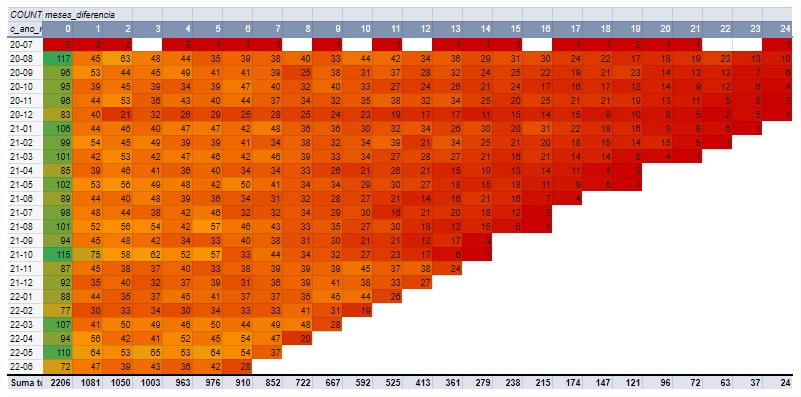 COUNT meses_diferencia
c_ano_r 0 1 2 3 4 5 6 7 8 9 10 11 12 13 14 15 16 17 18 19 20 21 22 23 24
20-07 2 2 2 2 1 1 1 1 1 1 1 1 1 1 2 1 1 1
20-08 117 45 63 48 44 35 39 38 40 33 44 42 34 36 29 31 30 24 22 17 18 19 23 13 10
20-09 96 53 44 45 49 41 41 39 25 38 31 37 28 32 24 25 22 19 21 23 14 13 13 7 6
20-10 95 39 45 39 34 39 47 40 32 40 33 32 26 34 21 24 20 16 17 12 14 9 12 6 4
20-11 96 44 53 36 43 40 44 37 34 32 35 38 32 34 29 20 21 17 24 19 13 11 6 5 2
20-12 83 40 21 32 26 29 25 28 25 24 23 19 17 17 11 15 14 15 9 10 8 5 2 5 1
21-01 106 44 46 40 47 47 42 48 36 36 30 32 34 26 30 20 31 22 18 16 9 8 6 1
21-02 99 54 45 49 39 39 41 46 38 39 38 39 21 34 25 21 21 20 18 15 14 15 5 1
21-03 101 42 53 42 47 46 42 34 39 33 34 27 28 27 21 16 21 14 14 5 4 1
21-04 85 39 46 41 36 40 34 34 33 26 21 26 21 15 19 13 14 11 4 2
21-05 102 53 56 49 48 42 50 41 34 34 29 30 27 18 15 18 11 9 5 1
21-06 89 44 40 48 39 36 34 31 32 28 27 21 14 16 21 16 7 4
21-07 98 48 44 38 42 46 32 32 34 29 30 16 21 20 18 12 2
21-08 101 52 56 54 42 57 46 43 33 35 27 30 18 12 15 6 1
21-09 94 45 48 42 34 33 40 38 31 30 21 21 12 17 3
21-10 115 75 58 62 52 57 33 44 34 32 27 23 17 6 1
21-11 87 45 38 37 40 33 38 39 39 39 45 37 38 24
21-12 92 35 40 32 37 39 31 36 39 41 38 33 27
22-01 88 44 35 37 45 41 37 37 35 45 44 26
22-02 77 30 33 34 30 34 33 33 41 31 19
22-03 107 41 50 49 46 50 44 49 48 28
22-04 94 56 42 41 52 45 54 47 20
22-05 110 64 53 65 53 64 54 37
22-06 72 47 39 43 36 42 28
Suma to 2206 1081 1050 1003 963 976 910 852 722 667 592 525 413 361 279 238 215 174 147 121 96 72 63 37 24